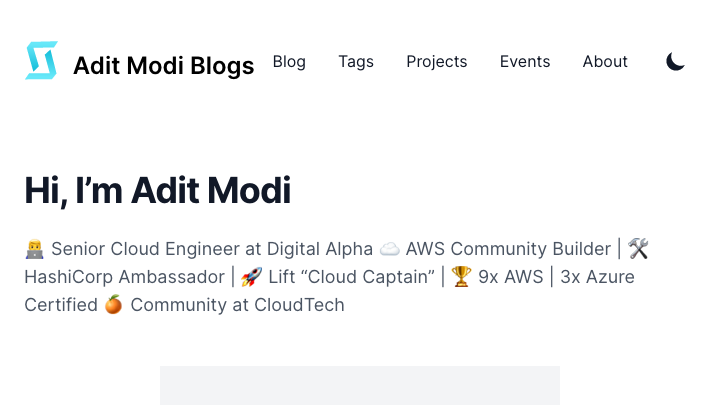 Adit Modi Blogs
Blog
Tags
Projects
Events
About
Hi, I’m Adit Modi
👨‍💻 Senior Cloud Engineer at Digital Alpha ☁️ AWS Community Builder | 🛠️
HashiCorp Ambassador | 🚀 Lift “Cloud Captain” | 🏆 9x AWS | 3x Azure
Certified 🍊 Community at CloudTech